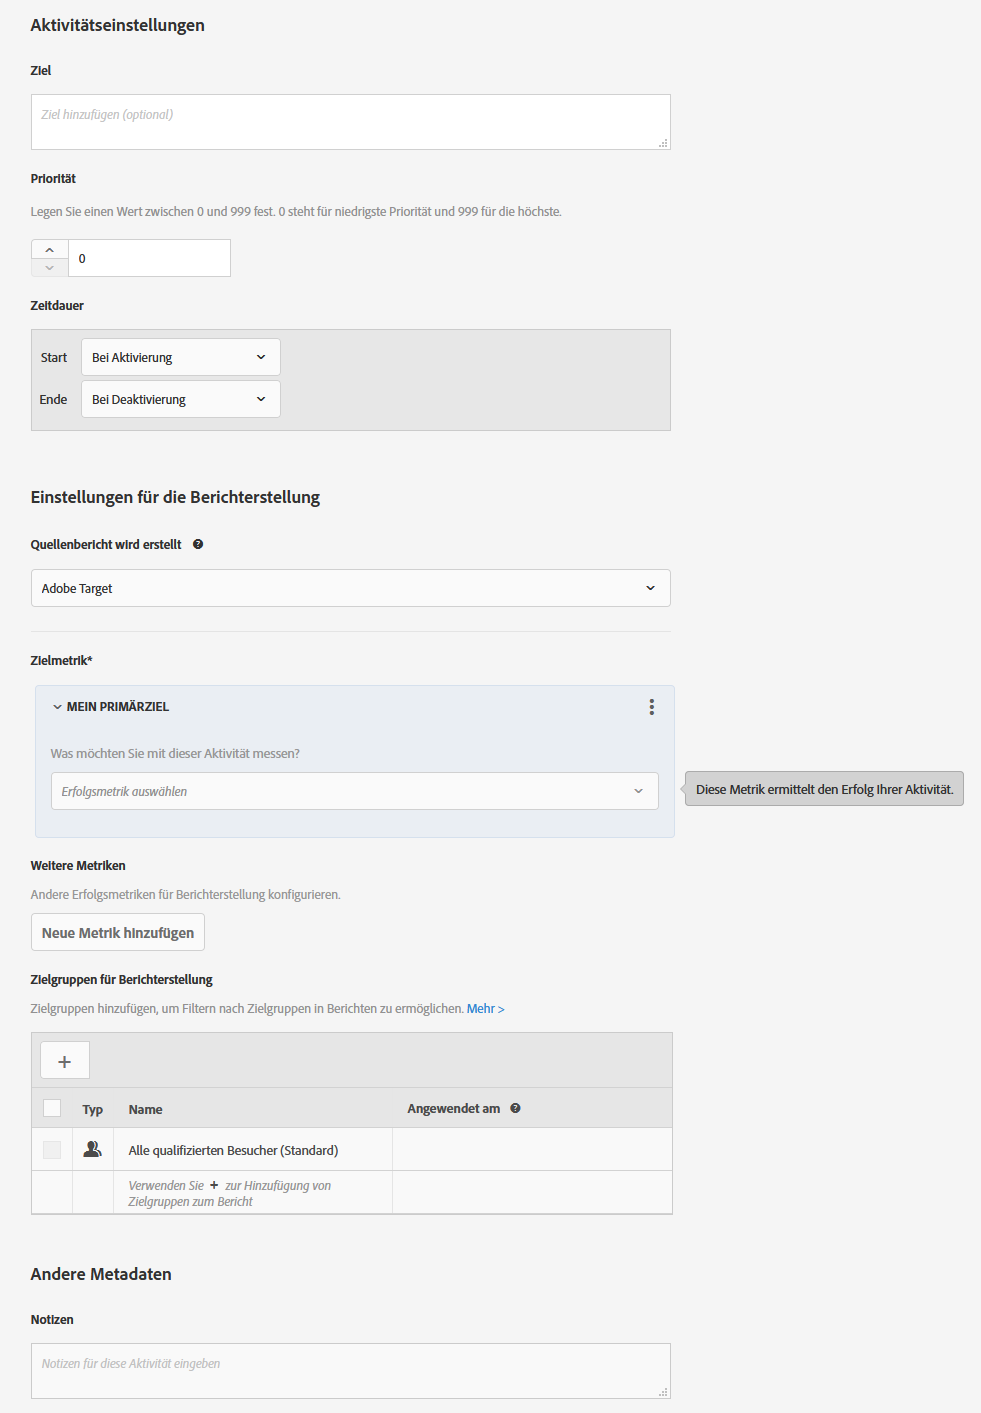 Aktivitätseinstellungen
Ziel
Ziel hinzufügen (optional)
Priorität
Legen Sie einen Wert zwischen 0 und 999 fest. 0 steht für niedrigste Priorität und 999 für die höchste.
0
Zeitdauer
Start Bei Aktivierung
Ende Bei Deaktivierung
Einstellungen für die Berichterstellung
Quellenbericht wird erstellt ?
Adobe Target
Zielmetrik*
MEIN PRIMÄRZIEL
Was möchten Sie mit dieser Aktivität messen?
Erfolgsmetrik auswählen
Diese Metrik ermittelt den Erfolg Ihrer Aktivität.
Weitere Metriken
Andere Erfolgsmetriken für Berichterstellung konfigurieren.
Neue Metrik hinzufügen
Zielgruppen für Berichterstellung
Zielgruppen hinzufügen, um Filtern nach Zielgruppen in Berichten zu ermöglichen. Mehr >
+
Typ Name Angewendet am ?
Alle qualifizierten Besucher (Standard)
Verwenden Sie + zur Hinzufügung von
Zielgruppen zum Bericht
Andere Metadaten
Notizen
Notizen für diese Aktivität eingeben